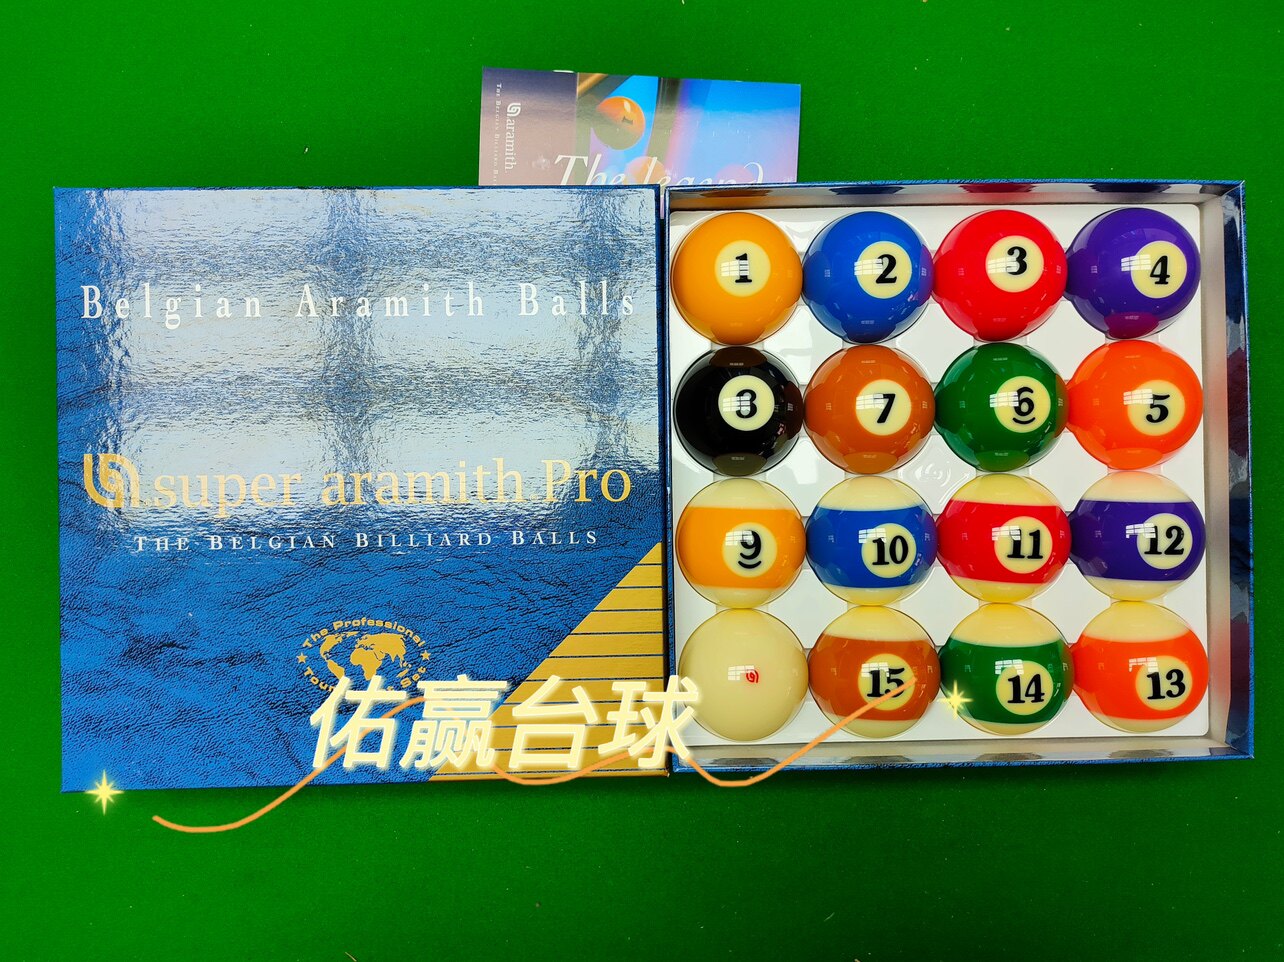 aramith
The legend
Belgian Aramith Balls
super aramith Pro
THE BELGIAN BILLIARD BALLS
The Professional
佑赢台球
1 2 3 4
8 7 6 5
9 10 11 12
15 14 13